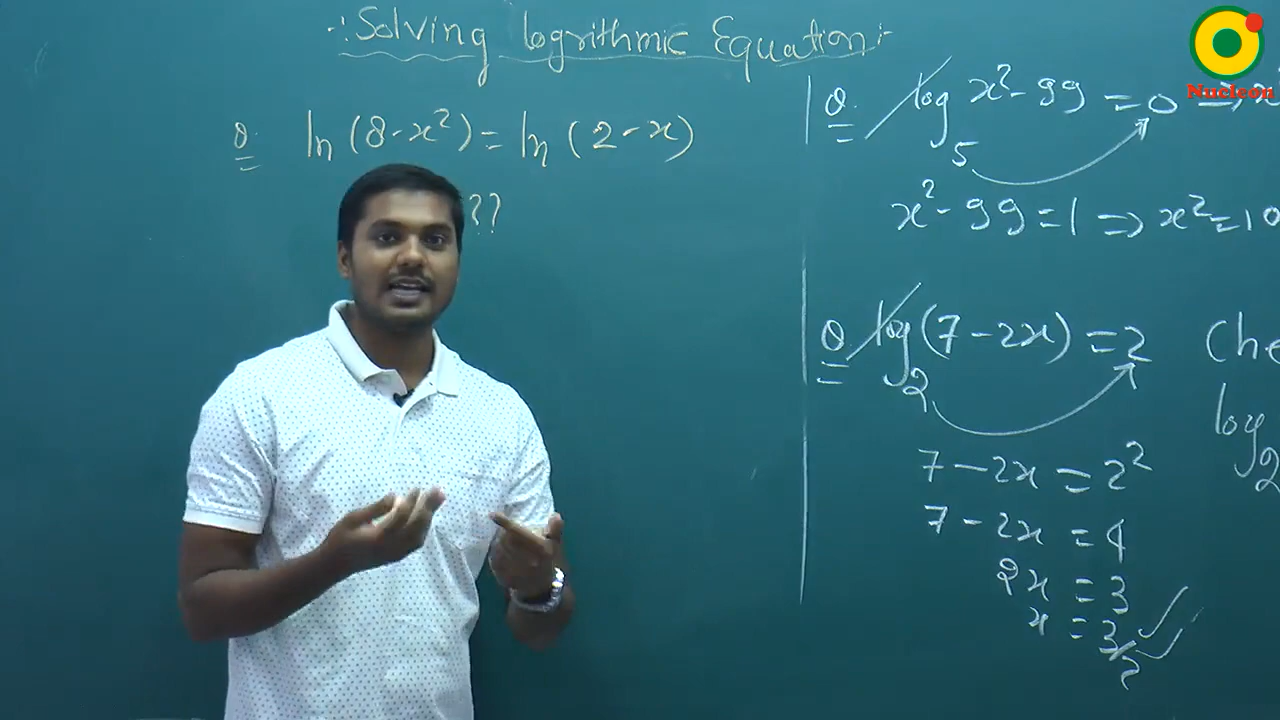 ∴ Solving logrithmic Equation :-
Q. ln (8 - x²) = ln (2 - x)
??
Q. log₅ x² - 99 = 0 ⇒ x²
x² - 99 = 1 ⇒ x² = 10
Q log₂ (7 - 2x) = 2
7 - 2x = 2²
7 - 2x = 4
2x = 3
x = 3/2
Che
log₂
Nucleon